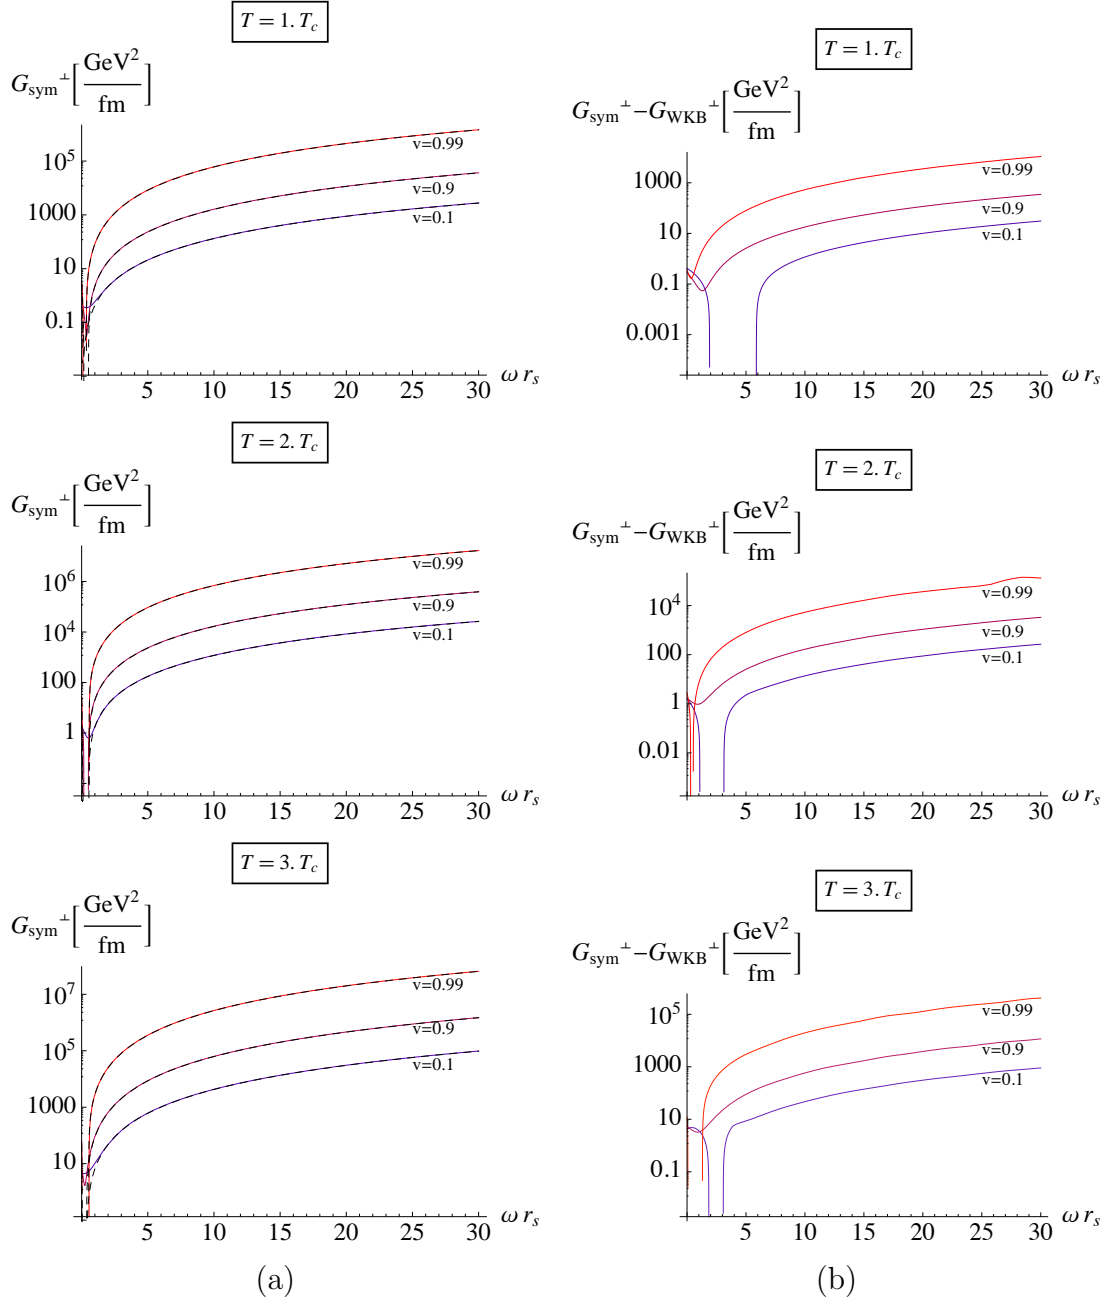 T = 1. T_c
G_sym^⊥ [GeV^2/fm]
10^5
1000
10
0.1
v=0.99
v=0.9
v=0.1
5 10 15 20 25 30 ω r_s
T = 1. T_c
G_sym^⊥ − G_WKB^⊥ [GeV^2/fm]
1000
10
0.1
0.001
v=0.99
v=0.9
v=0.1
5 10 15 20 25 30 ω r_s
T = 2. T_c
G_sym^⊥ [GeV^2/fm]
10^6
10^4
100
1
v=0.99
v=0.9
v=0.1
5 10 15 20 25 30 ω r_s
T = 2. T_c
G_sym^⊥ − G_WKB^⊥ [GeV^2/fm]
10^4
100
1
0.01
v=0.99
v=0.9
v=0.1
5 10 15 20 25 30 ω r_s
T = 3. T_c
G_sym^⊥ [GeV^2/fm]
10^7
10^5
1000
10
v=0.99
v=0.9
v=0.1
5 10 15 20 25 30 ω r_s
T = 3. T_c
G_sym^⊥ − G_WKB^⊥ [GeV^2/fm]
10^5
1000
10
0.1
v=0.99
v=0.9
v=0.1
5 10 15 20 25 30 ω r_s
(a)
(b)